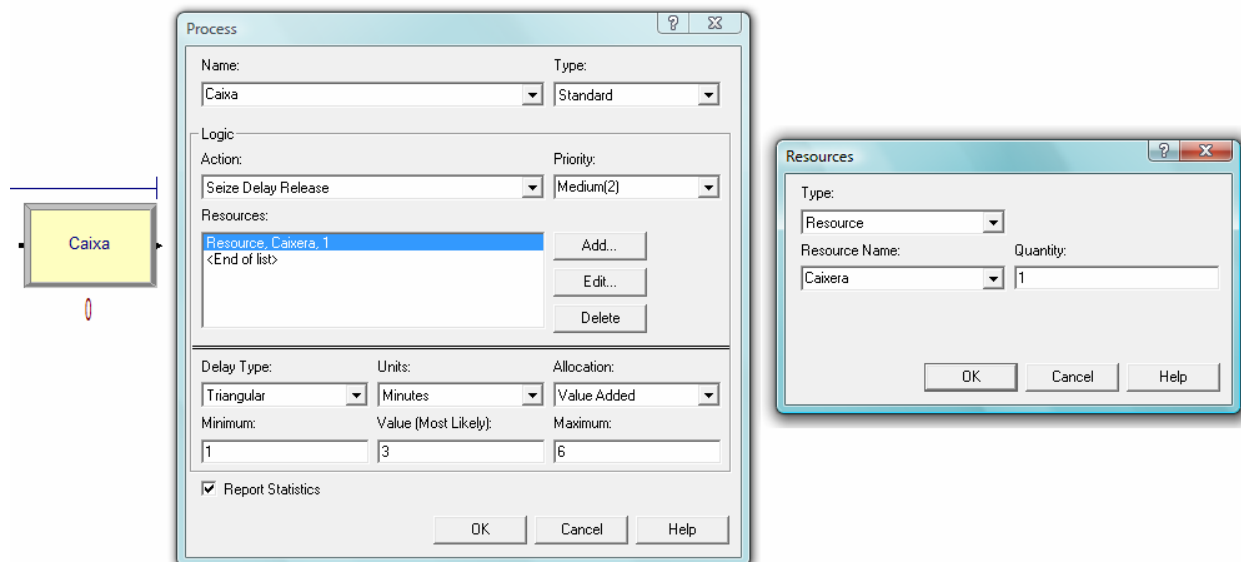 Caixa
0
Process
Name: Type:
Caixa Standard
Logic
Action: Priority:
Seize Delay Release Medium(2)
Resources:
Resource, Caixera, 1
<End of list>
Add...
Edit...
Delete
Delay Type: Units: Allocation:
Triangular Minutes Value Added
Minimum: Value (Most Likely): Maximum:
1 3 6
Report Statistics
OK Cancel Help
Resources
Type:
Resource
Resource Name: Quantity:
Caixera 1
OK Cancel Help